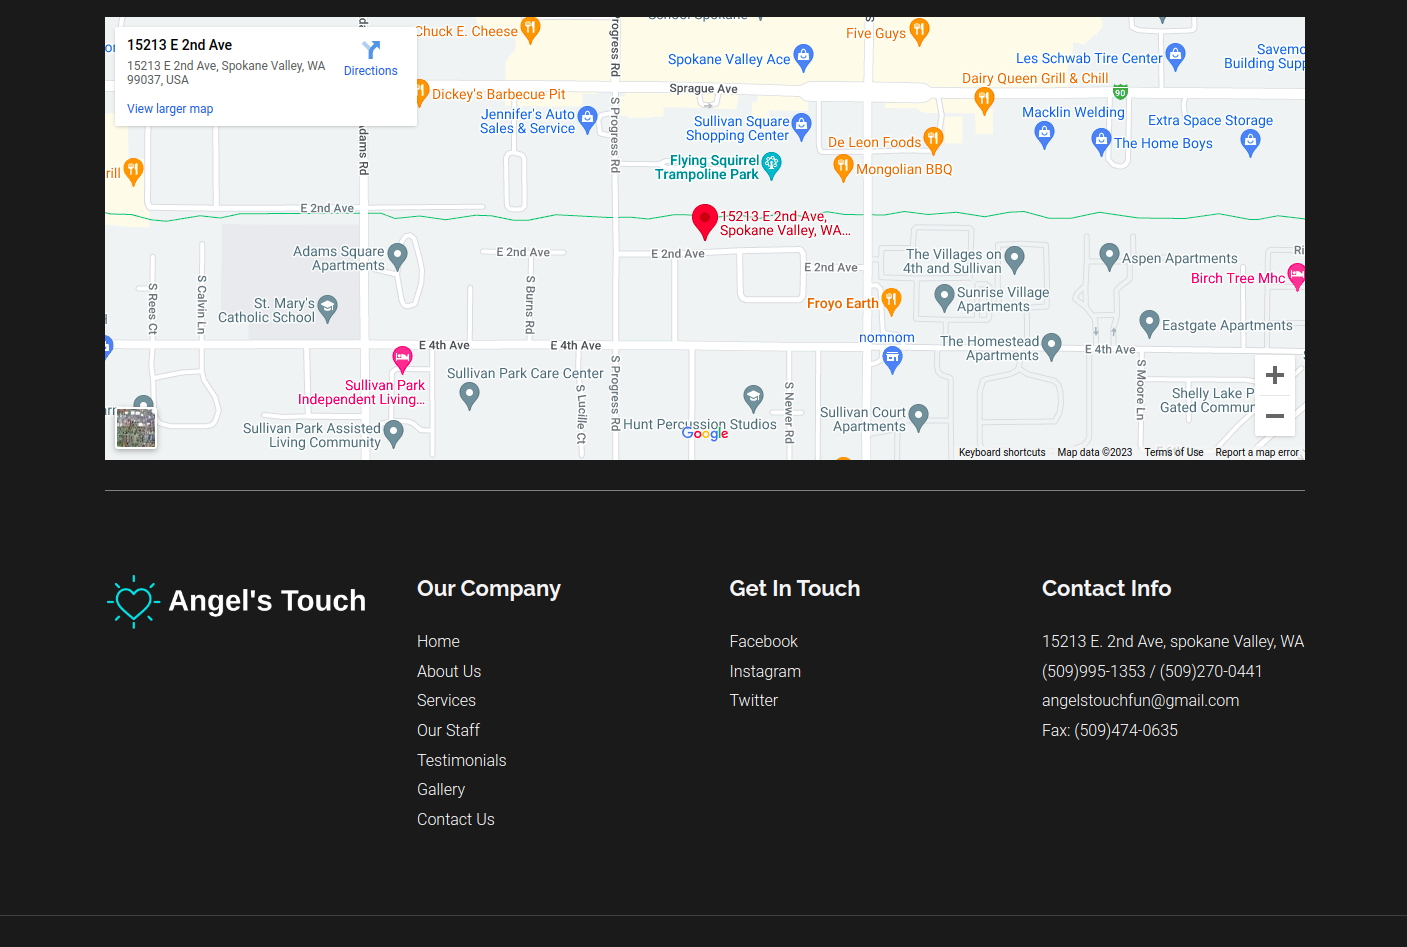 School Spokane
Chuck E. Cheese
Five Guys
15213 E 2nd Ave
15213 E 2nd Ave, Spokane Valley, WA
99037, USA
Directions
View larger map
Spokane Valley Ace
Les Schwab Tire Center
Building
Dairy Queen Grill & Chill
Sprague Ave
90
Dickey's Barbecue Pit
Jennifer's Auto
Sales & Service
S Progress Rd
Sullivan Square
Shopping Center
Macklin Welding
Extra Space Storage
De Leon Foods
The Home Boys
Adams Rd
Flying Squirrel
Trampoline Park
Mongolian BBQ
E 2nd Ave
15213 E 2nd Ave,
Spokane Valley, WA...
Adams Square
Apartments
E 2nd Ave
E 2nd Ave
E 2nd Ave
The Villages on
4th and Sullivan
Aspen Apartments
Birch Tree Mhc
S Rees Ct
S Calvin Ln
St. Mary's
Catholic School
S Burns Rd
Froyo Earth
Sunrise Village
Apartments
Eastgate Apartments
nomnom
The Homestead
Apartments
E 4th Ave
E 4th Ave
E 4th Ave
Sullivan Park
Independent Living...
Sullivan Park Care Center
S Lucille Ct
S Progress Rd
S Newer Rd
S Moore Ln
Shelly Lake
Gated
Hunt Percussion Studios
Sullivan Court
Apartments
Sullivan Park Assisted
Living Community
Google
Keyboard shortcuts Map data ©2023 Terms of Use Report a map error
Angel's Touch
Our Company
Home
About Us
Services
Our Staff
Testimonials
Gallery
Contact Us
Get In Touch
Facebook
Instagram
Twitter
Contact Info
15213 E. 2nd Ave, spokane Valley, WA
(509)995-1353 / (509)270-0441
angelstouchfun@gmail.com
Fax: (509)474-0635